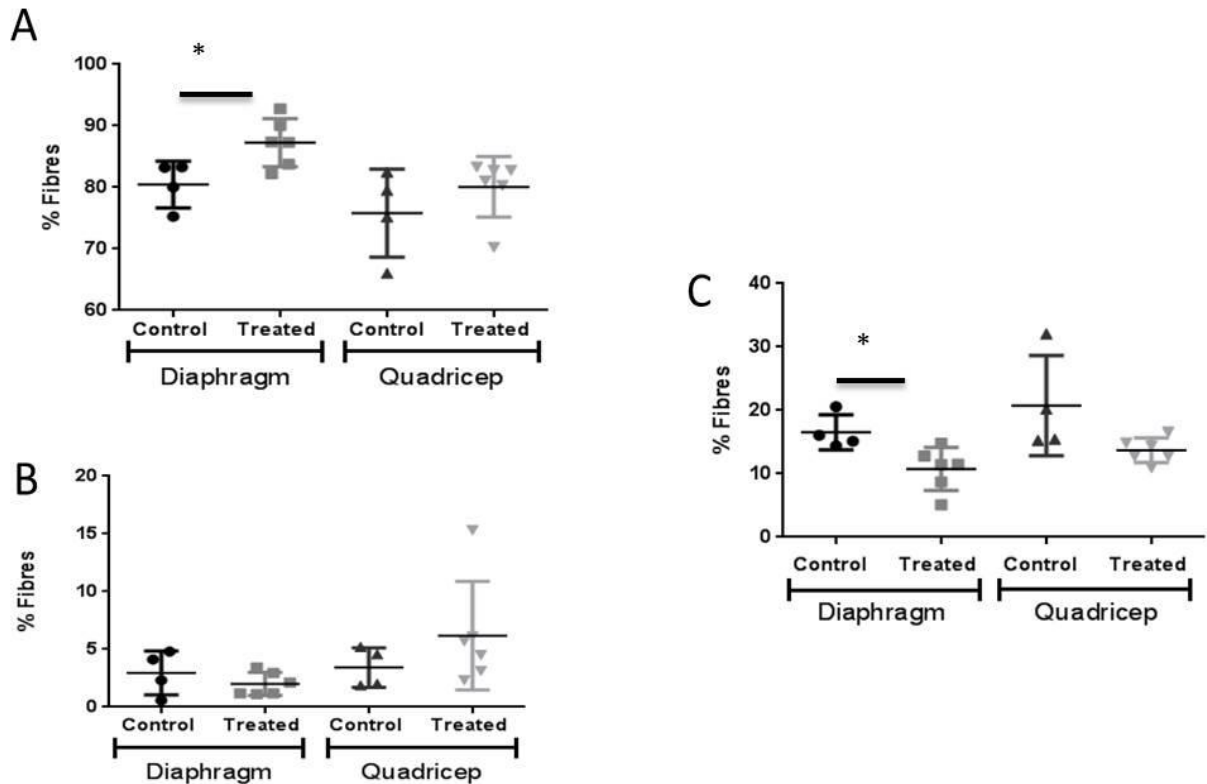 A
*
% Fibres
100
90
80
70
60
Control Treated Control Treated
Diaphragm Quadricep
B
% Fibres
20
15
10
5
0
Control Treated Control Treated
Diaphragm Quadricep
C
*
% Fibres
40
30
20
10
0
Control Treated Control Treated
Diaphragm Quadricep